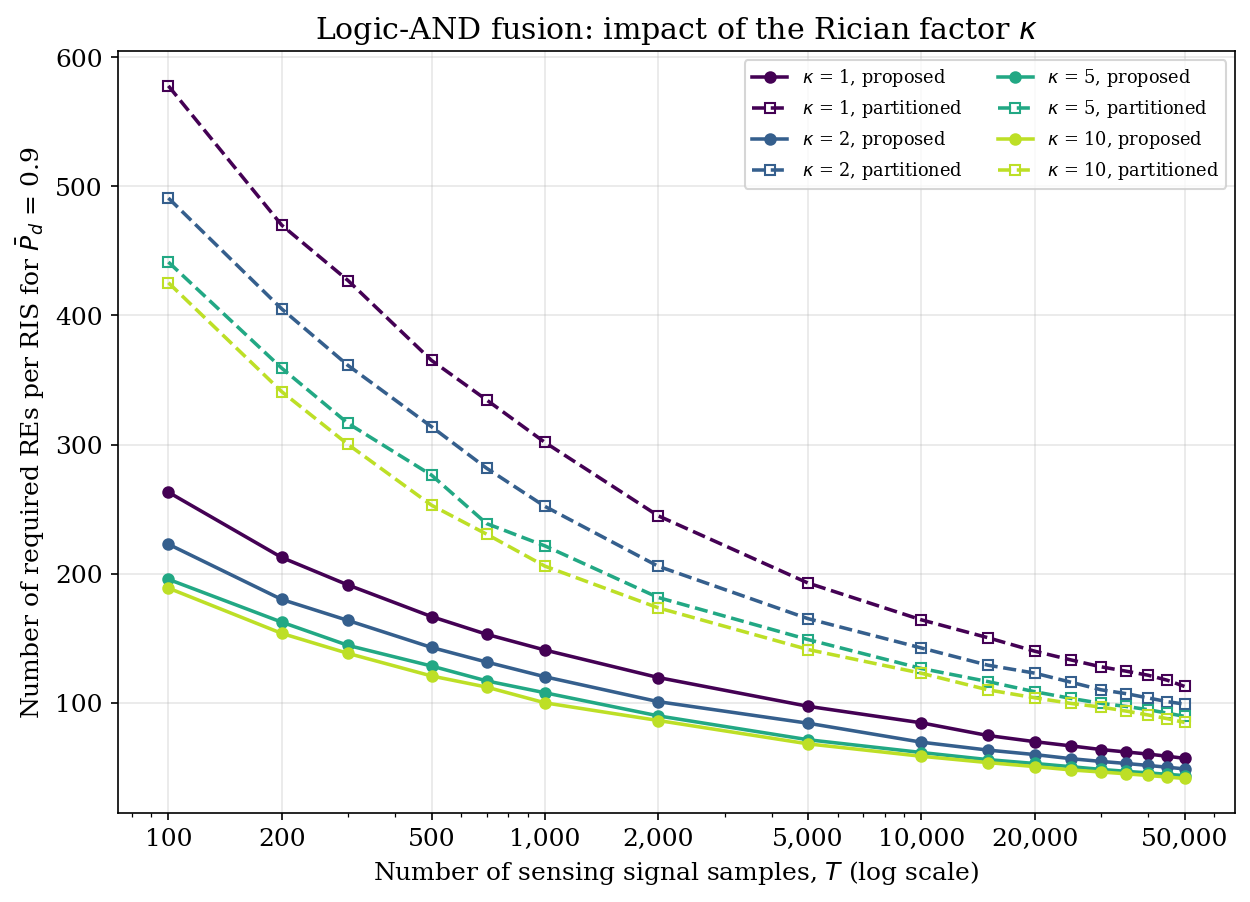 Logic-AND fusion: impact of the Rician factor κ
Number of required REs per RIS for P̄_d = 0.9
600
500
400
300
200
100
κ = 1, proposed
κ = 1, partitioned
κ = 2, proposed
κ = 2, partitioned
κ = 5, proposed
κ = 5, partitioned
κ = 10, proposed
κ = 10, partitioned
100 200 500 1,000 2,000 5,000 10,000 20,000 50,000
Number of sensing signal samples, T (log scale)